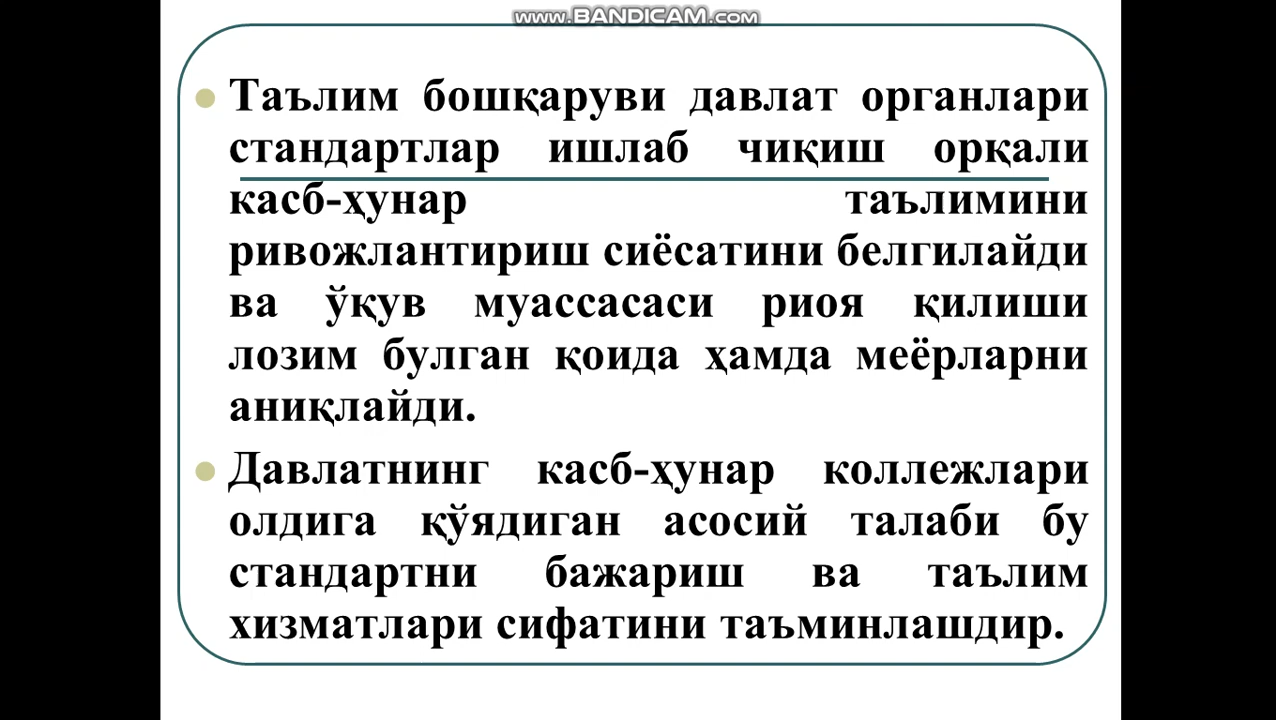 www.BANDICAM.com
Таълим бошқаруви давлат органлари
стандартлар ишлаб чиқиш орқали
касб-ҳунар таълимини
ривожлантириш сиёсатини белгилайди
ва ўқув муассасаси риоя қилиши
лозим булган қоида ҳамда меёрларни
аниқлайди.
Давлатнинг касб-ҳунар коллежлари
олдига қўядиган асосий талаби бу
стандартни бажариш ва таълим
хизматлари сифатини таъминлашдир.